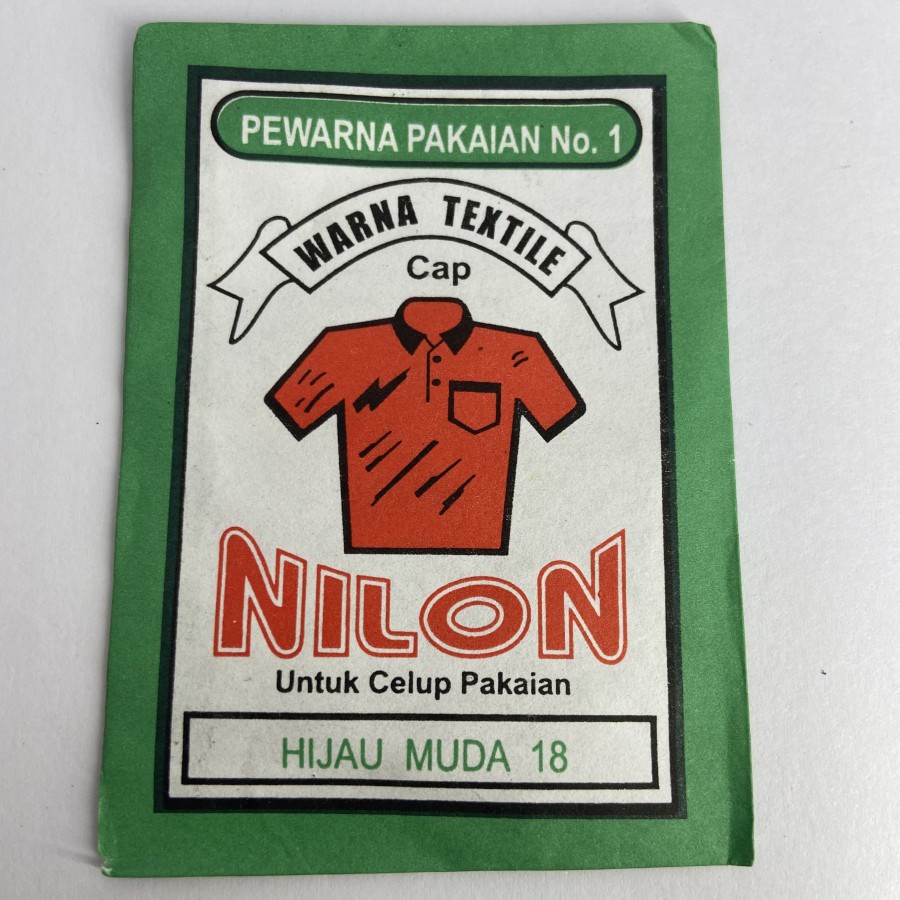 PEWARNA PAKAIAN No. 1
WARNA TEXTILE
Cap
NILON
Untuk Celup Pakaian
HIJAU MUDA 18